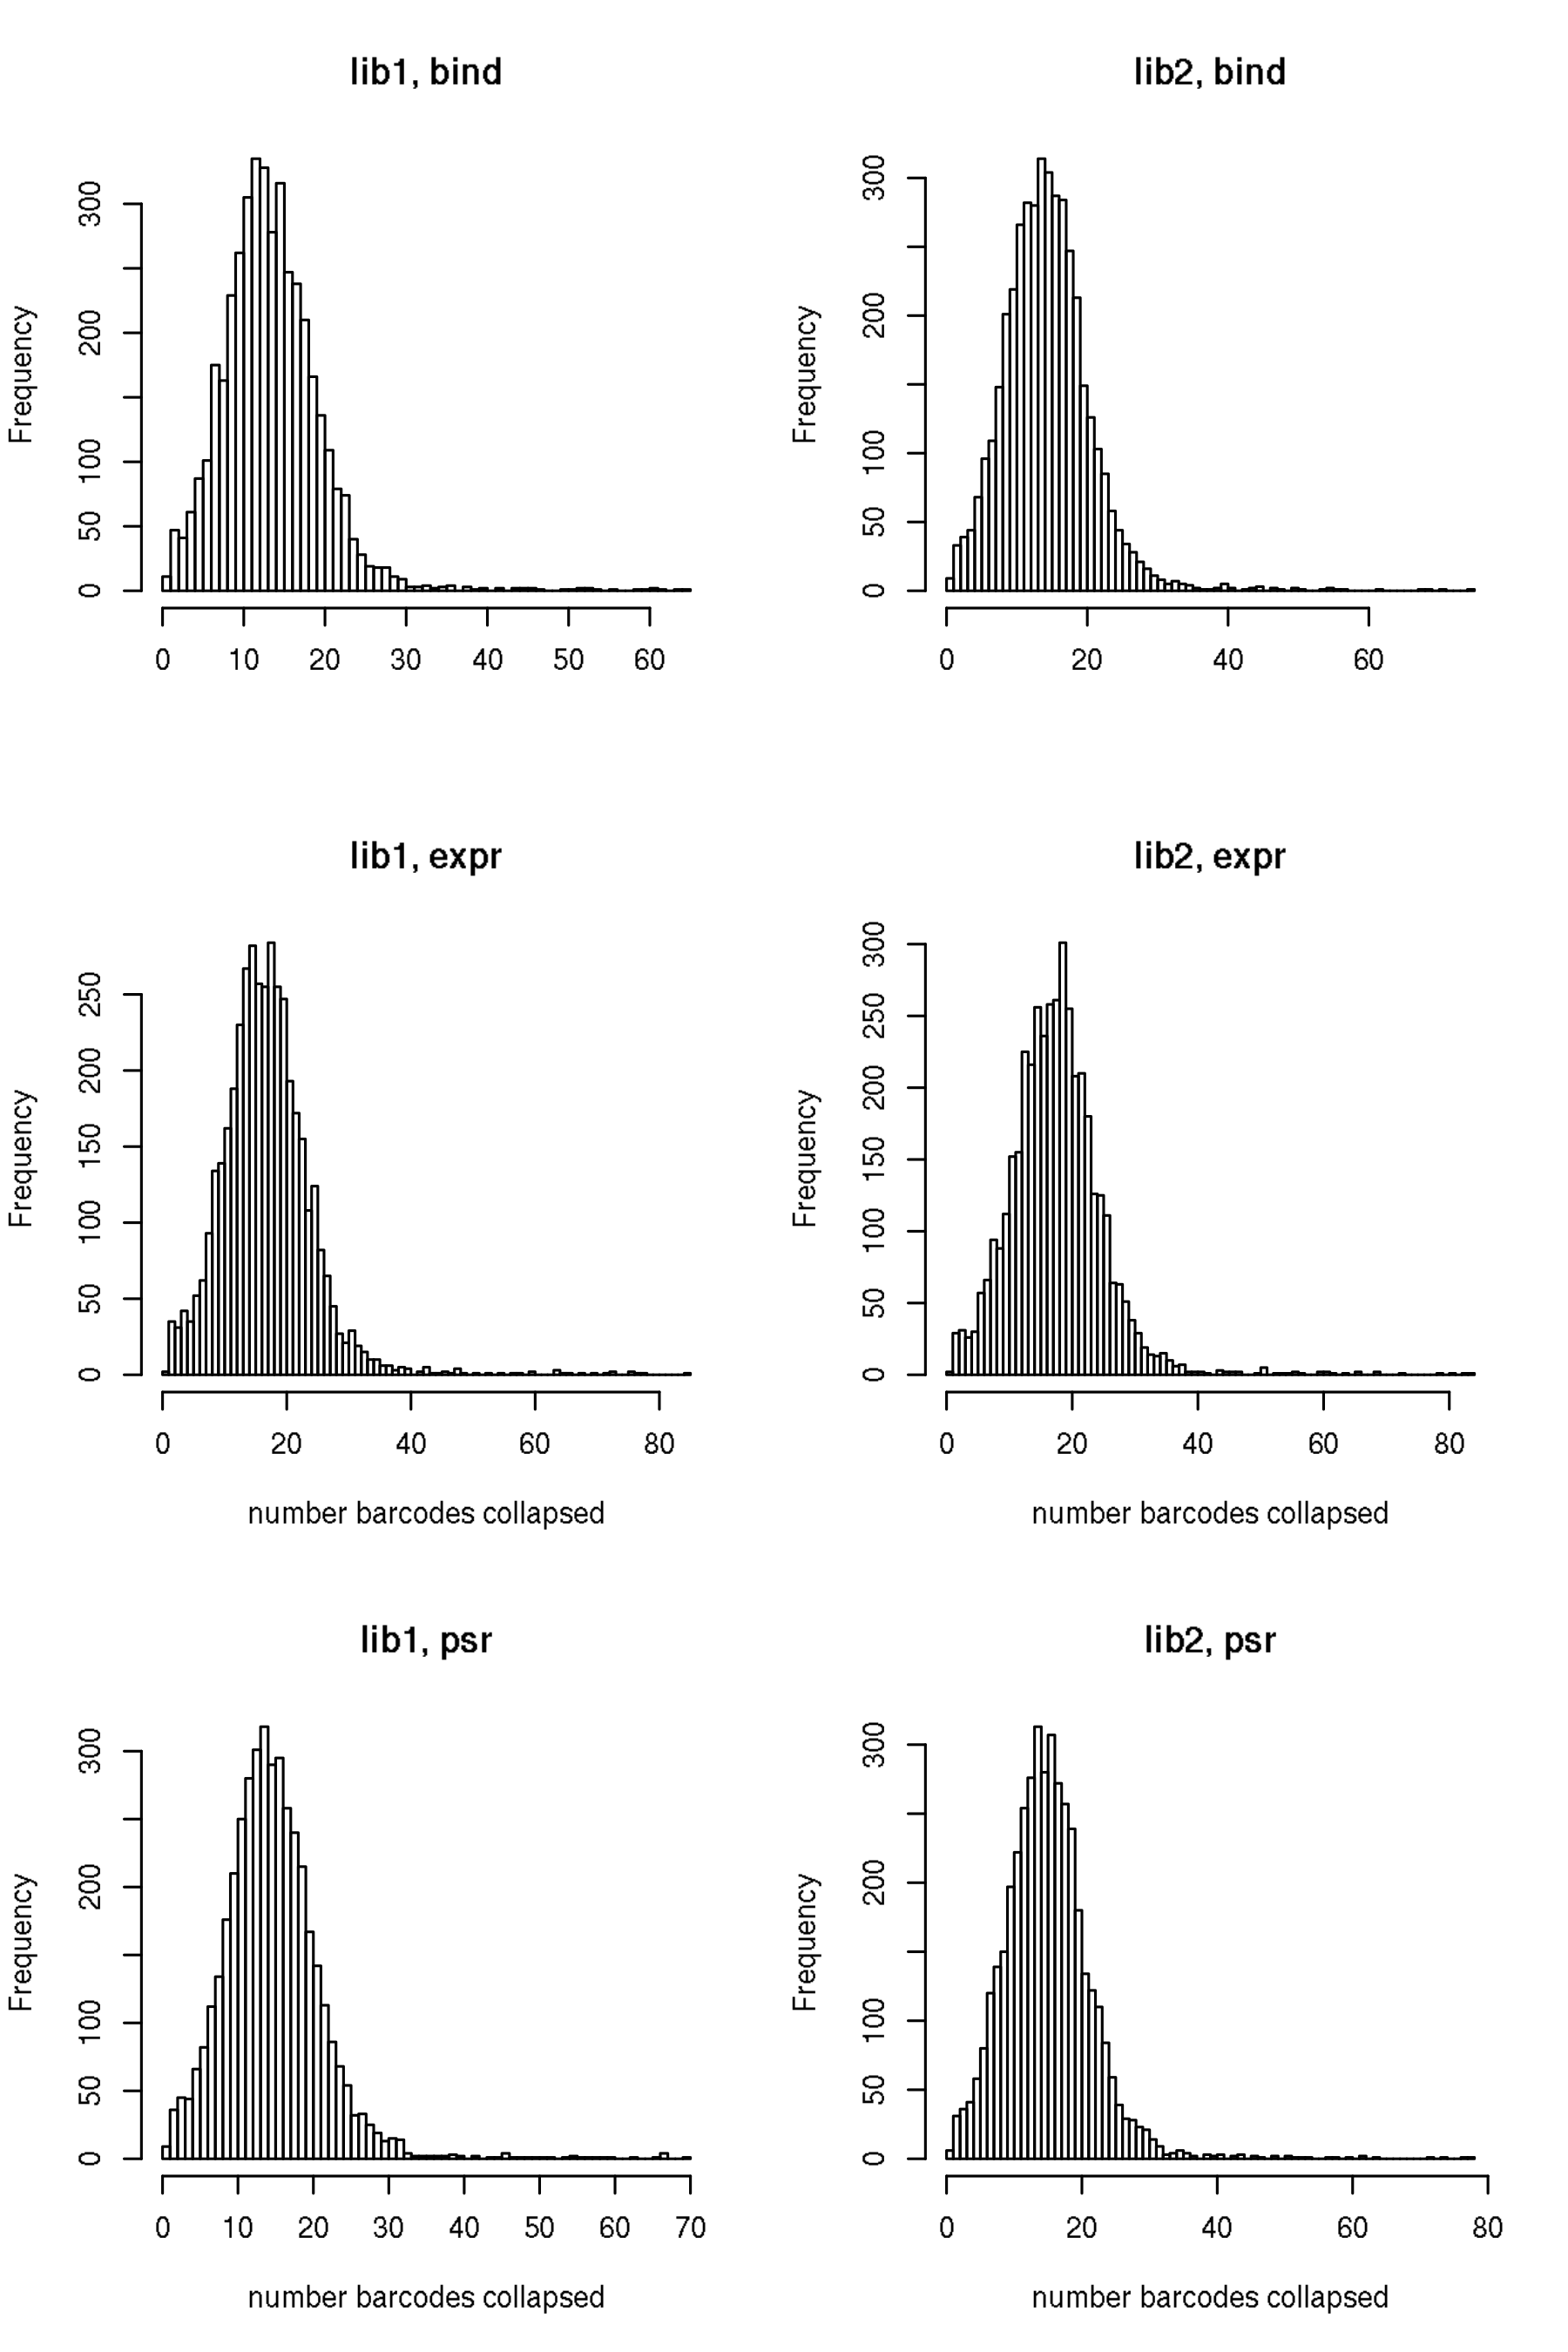 lib1, bind
lib2, bind
Frequency
0 50 100 200 300
0 10 20 30 40 50 60
Frequency
0 50 100 200 300
0 20 40 60
lib1, expr
lib2, expr
Frequency
0 50 100 150 200 250
0 20 40 60 80
number barcodes collapsed
Frequency
0 50 100 150 200 250 300
0 20 40 60 80
number barcodes collapsed
lib1, psr
lib2, psr
Frequency
0 50 100 200 300
0 10 20 30 40 50 60 70
number barcodes collapsed
Frequency
0 50 100 200 300
0 20 40 60 80
number barcodes collapsed